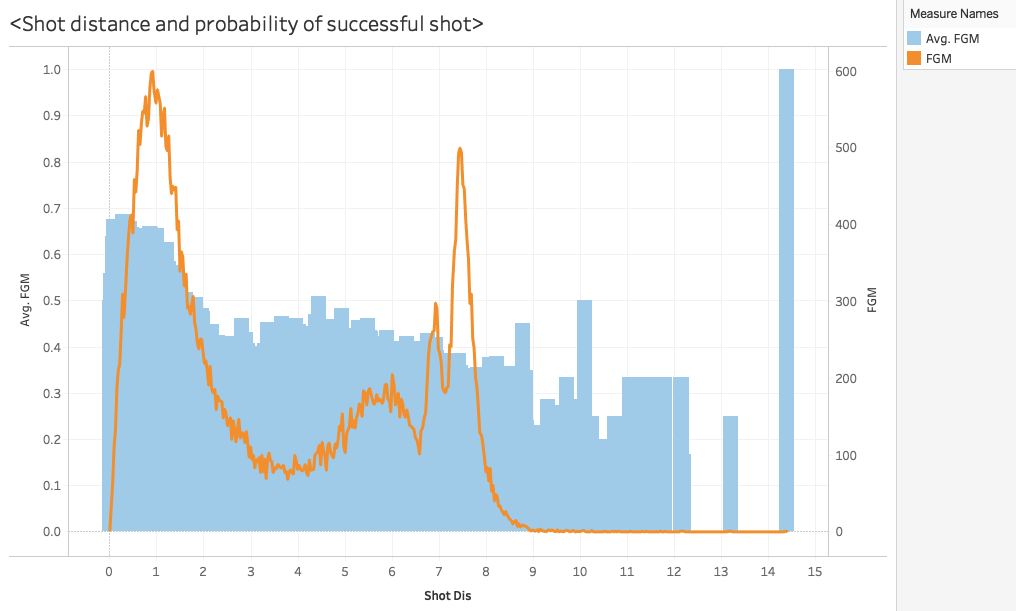 <Shot distance and probability of successful shot>
Measure Names
Avg. FGM
FGM
1.0
0.9
0.8
0.7
0.6
0.5
0.4
0.3
0.2
0.1
0.0
Avg. FGM
600
500
400
300
200
100
0
FGM
0 1 2 3 4 5 6 7 8 9 10 11 12 13 14 15
Shot Dis